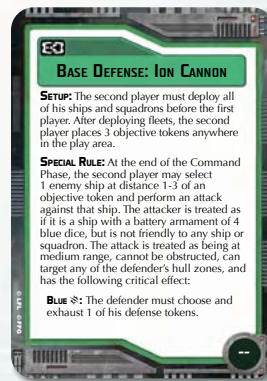 BASE DEFENSE: ION CANNON
SETUP: The second player must deploy all
of his ships and squadrons before the first
player. After deploying fleets, the second
player places 3 objective tokens anywhere
in the play area.
SPECIAL RULE: At the end of the Command
Phase, the second player may select
1 enemy ship at distance 1-3 of an
objective token and perform an attack
against that ship. The attacker is treated as
if it is a ship with a battery armament of 4
blue dice, but is not friendly to any ship or
squadron. The attack is treated as being at
medium range, cannot be obstructed, can
target any of the defender's hull zones, and
has the following critical effect:
BLUE : The defender must choose and
exhaust 1 of his defense tokens.
© LFL © FFG
--